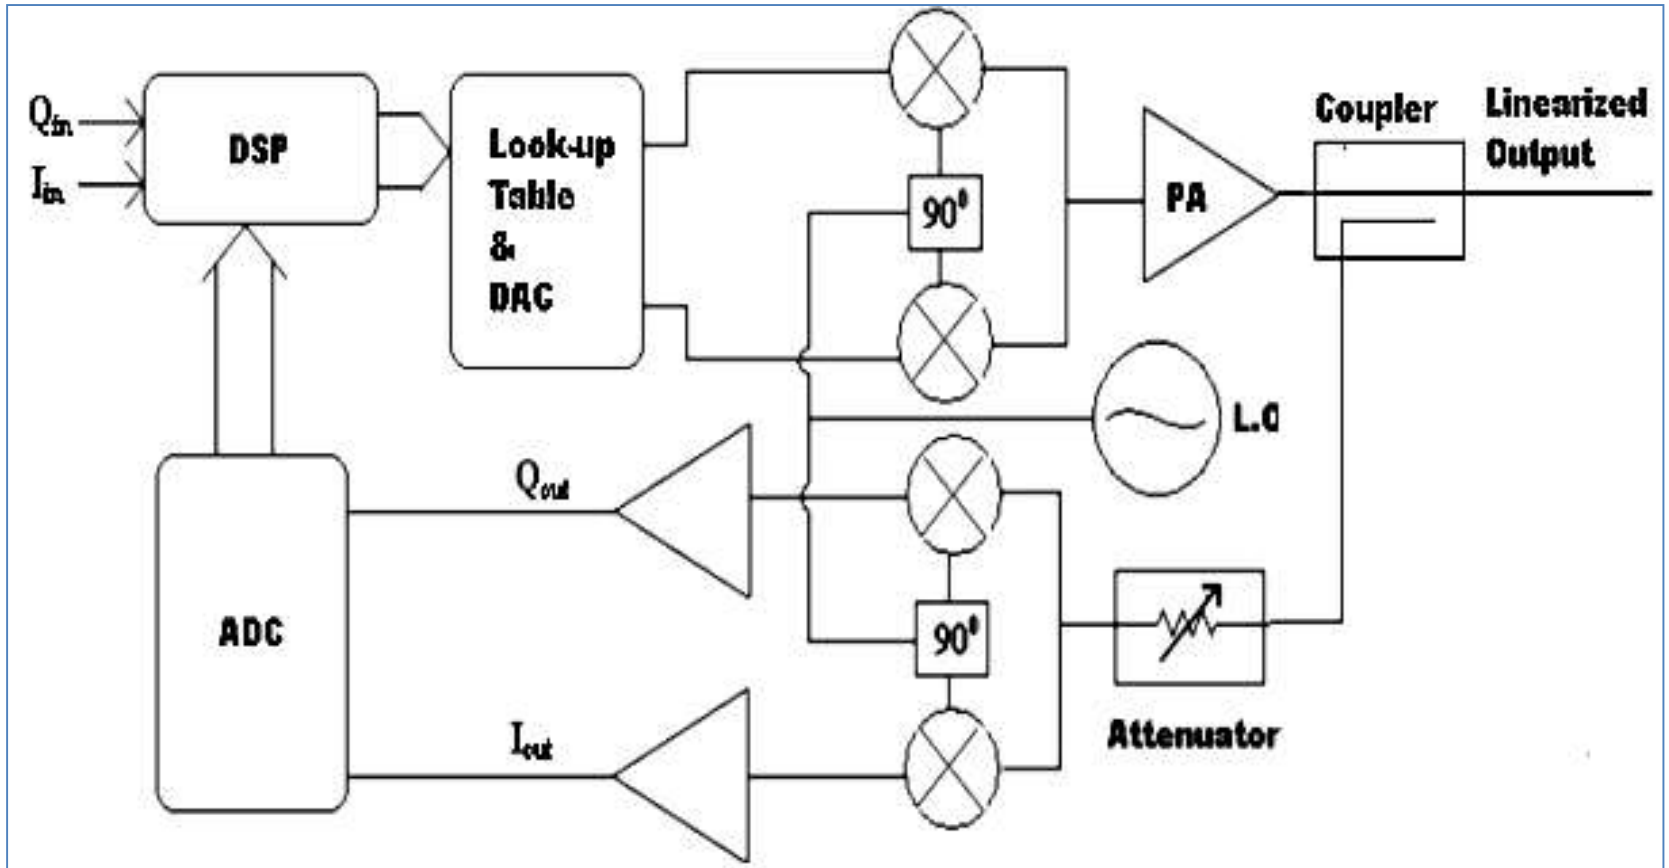 Qin
Iin
DSP
Look-up
Table
&
DAC
90⁰
PA
Coupler
Linearized
Output
L.O
Qout
90⁰
ADC
Iout
Attenuator